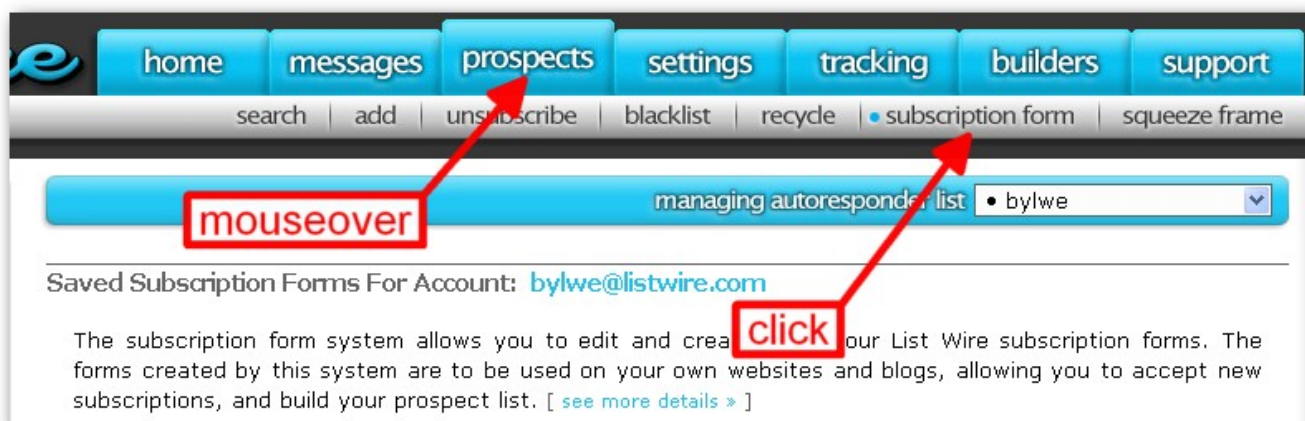 home messages prospects settings tracking builders support
search | add | unsubscribe | blacklist | recycle | • subscription form | squeeze frame
mouseover
managing autoresponder list • bylwe
Saved Subscription Forms For Account: bylwe@listwire.com
click
The subscription form system allows you to edit and crea our List Wire subscription forms. The
forms created by this system are to be used on your own websites and blogs, allowing you to accept new
subscriptions, and build your prospect list. [ see more details » ]